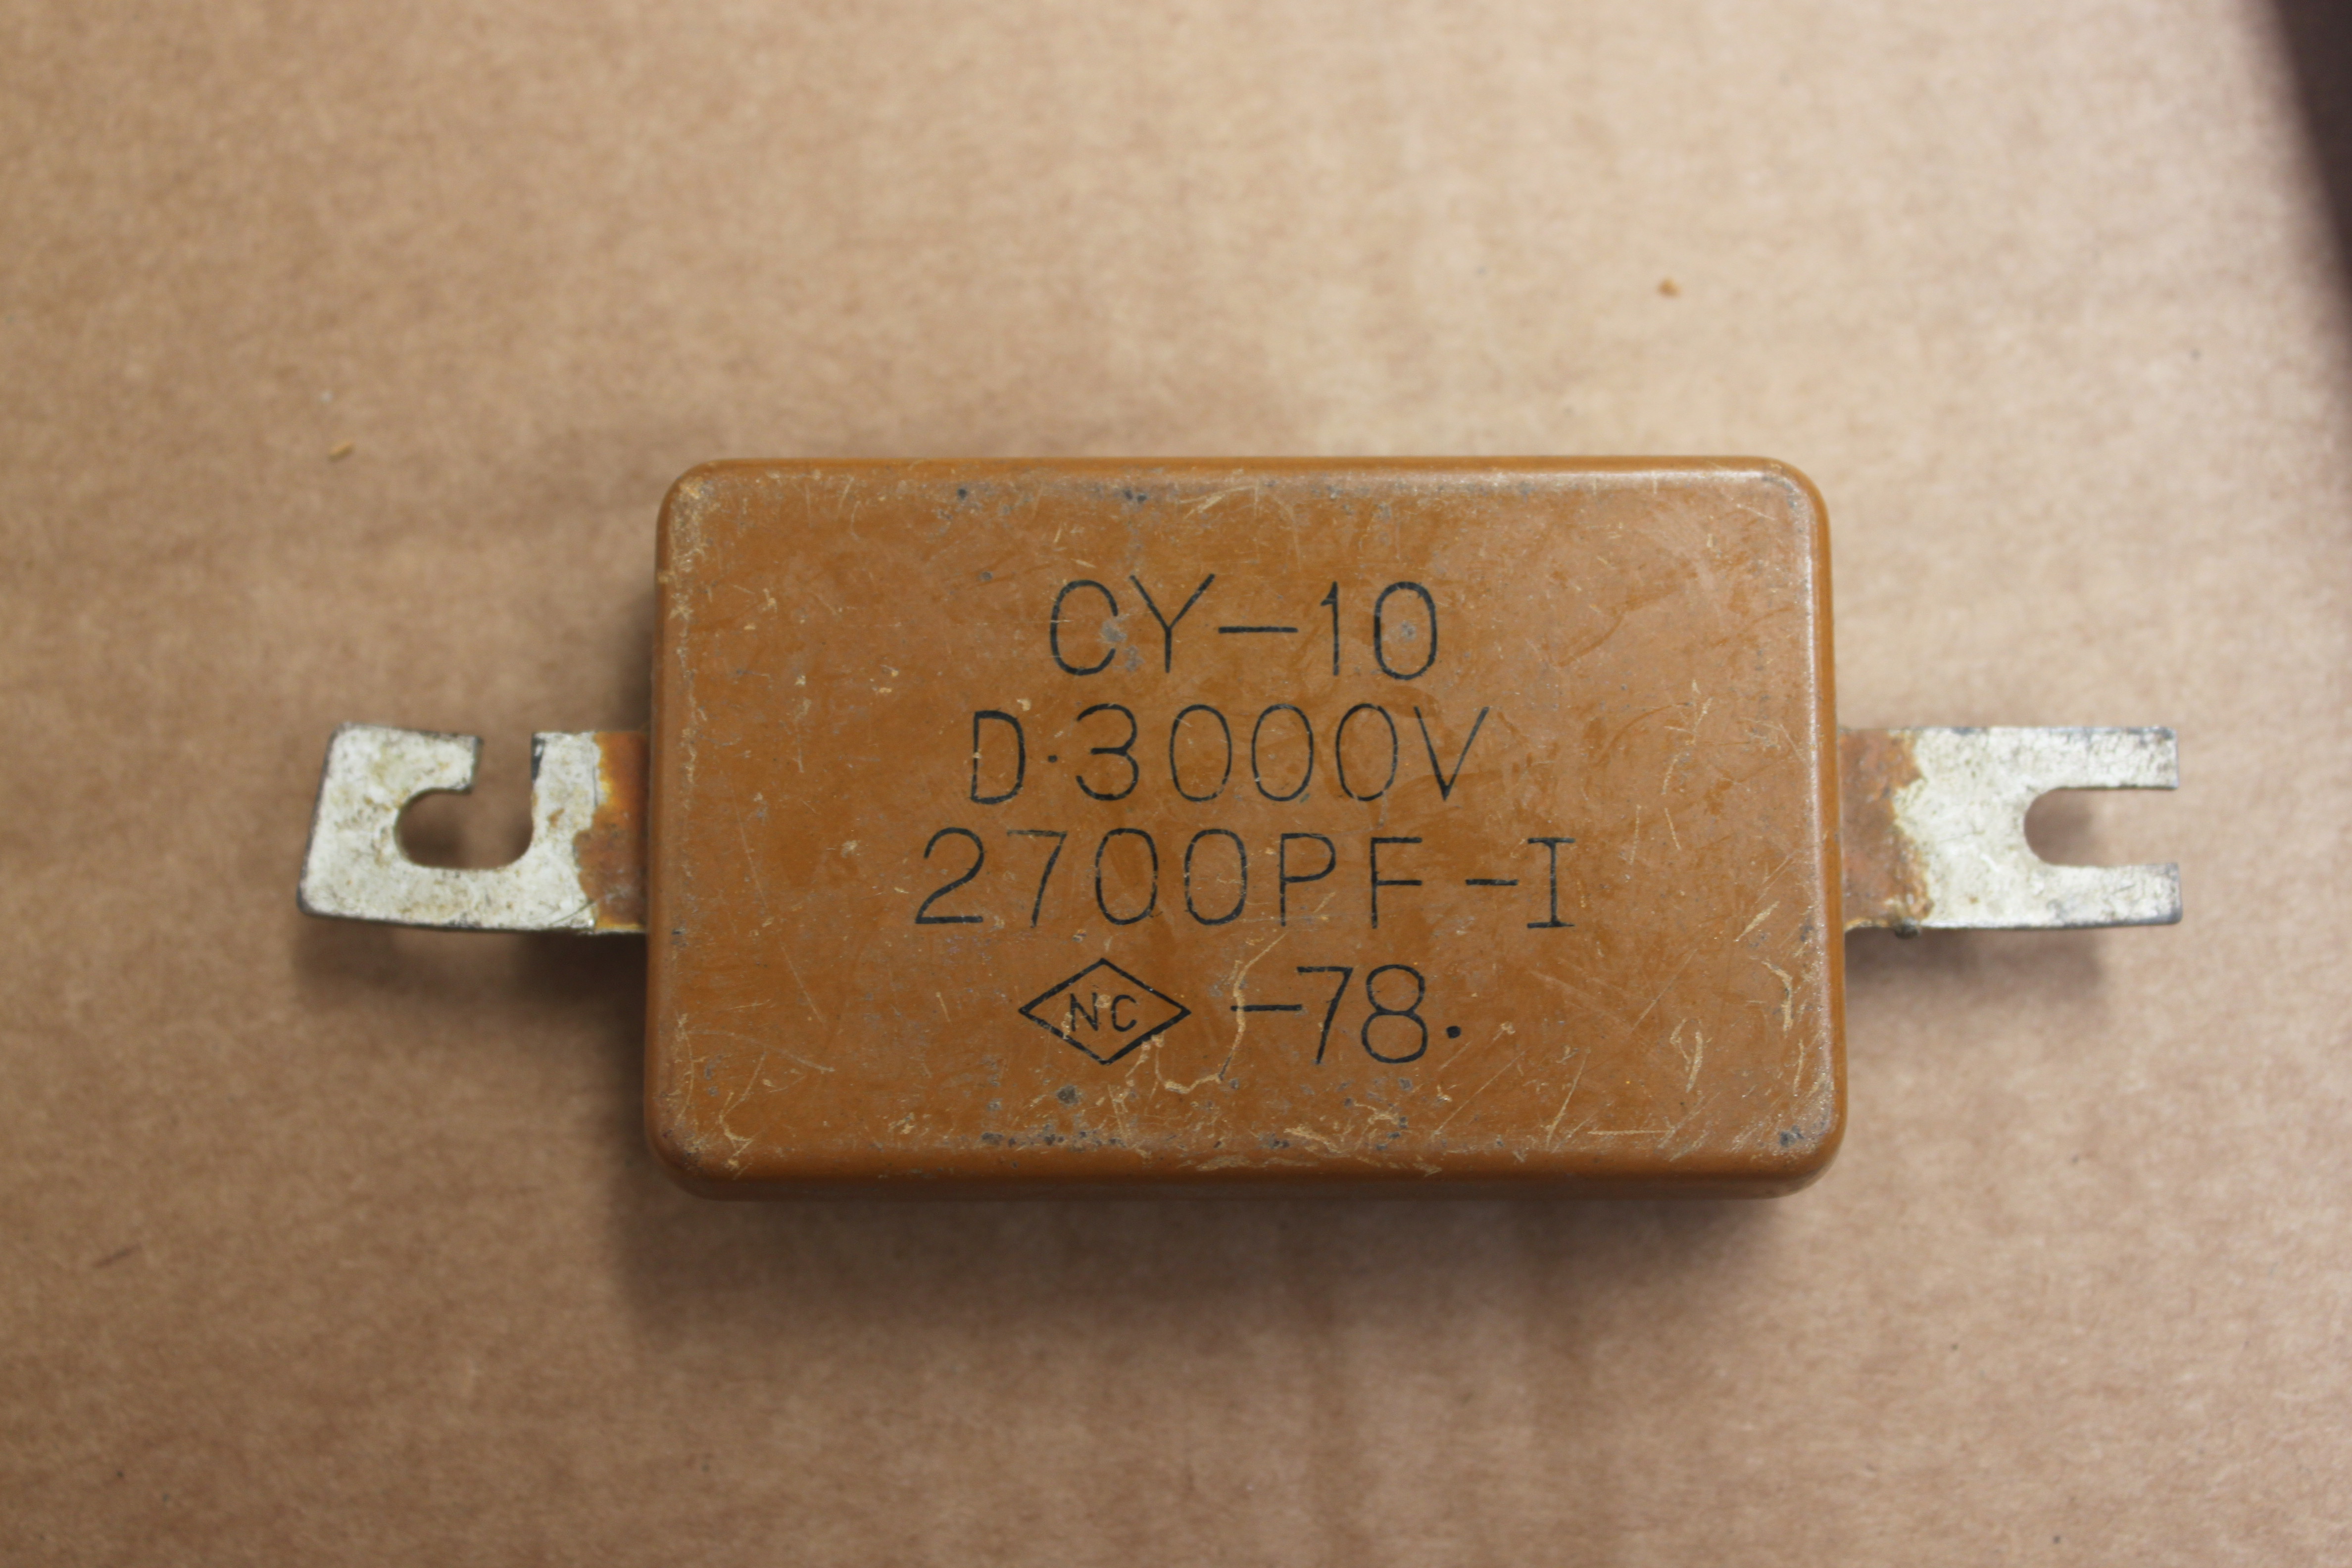 CY-10
D·3000V
2700PF-I
NC -78.